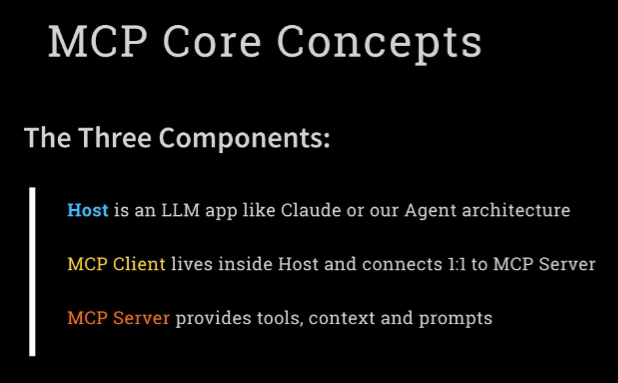 MCP Core Concepts
The Three Components:
Host is an LLM app like Claude or our Agent architecture
MCP Client lives inside Host and connects 1:1 to MCP Server
MCP Server provides tools, context and prompts